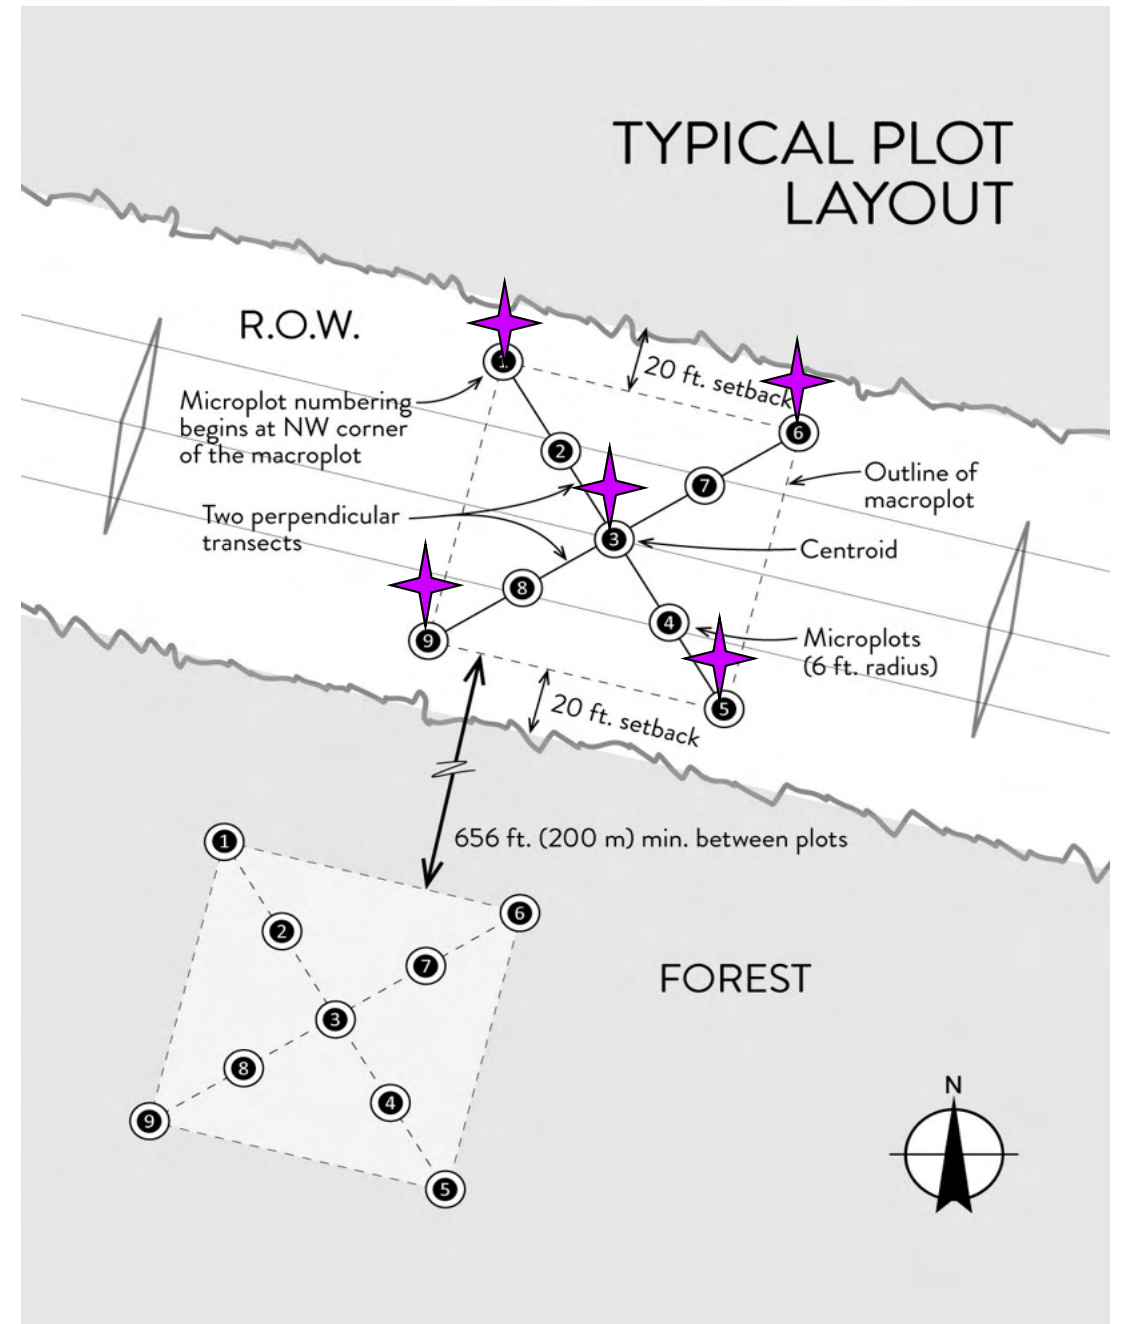 TYPICAL PLOT
LAYOUT
R.O.W.
1
20 ft. setback
Microplot numbering
begins at NW corner
of the macroplot
6
2
Outline of
macroplot
7
Two perpendicular
transects
3
Centroid
8
4
Microplots
(6 ft. radius)
9
5
20 ft. setback
656 ft. (200 m) min. between plots
1
6
2
7
FOREST
3
8
4
N
9
5